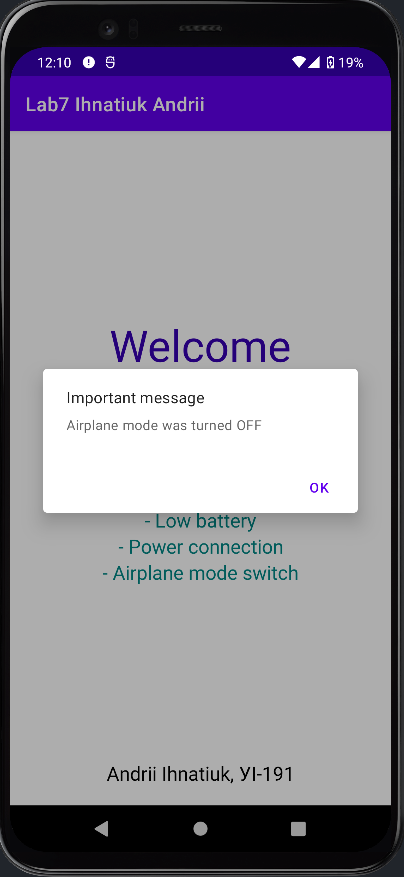 12:10
19%
Lab7 Ihnatiuk Andrii
Welcome
Important message
Airplane mode was turned OFF
OK
- Low battery
- Power connection
- Airplane mode switch
Andrii Ihnatiuk, УІ-191